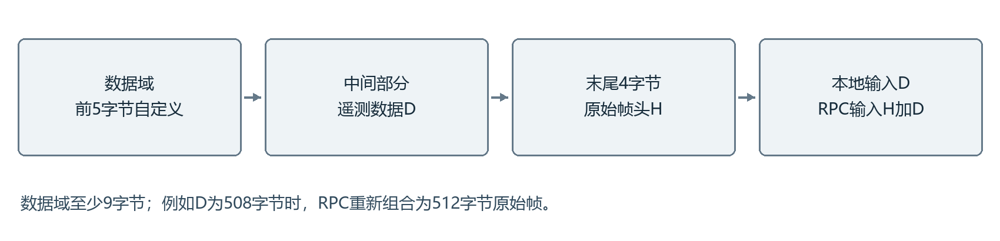 数据域
前5字节自定义
中间部分
遥测数据D
末尾4字节
原始帧头H
本地输入D
RPC输入H加D
数据域至少9字节；例如D为508字节时，RPC重新组合为512字节原始帧。